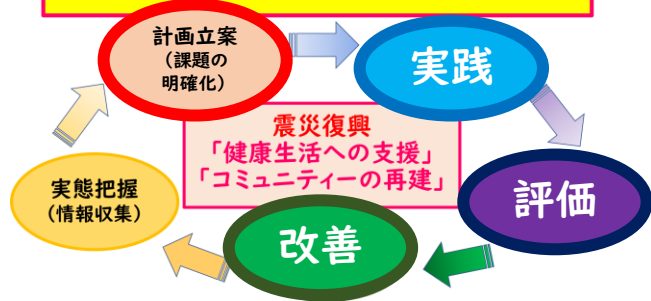 計画立案
(課題の
明確化)
実践
震災復興
「健康生活への支援」
「コミュニティーの再建」
実態把握
(情報収集)
評価
改善